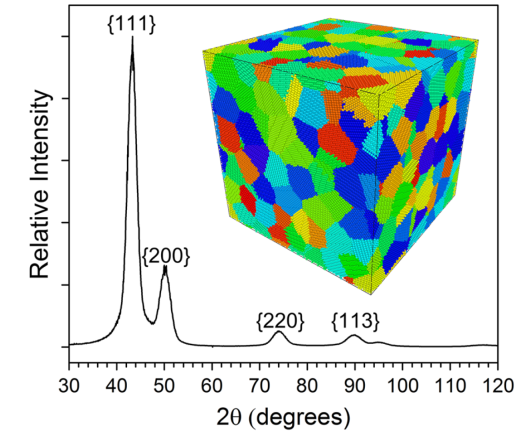 {111}
{200}
{220}
{113}
Relative Intensity
30 40 50 60 70 80 90 100 110 120
2θ (degrees)